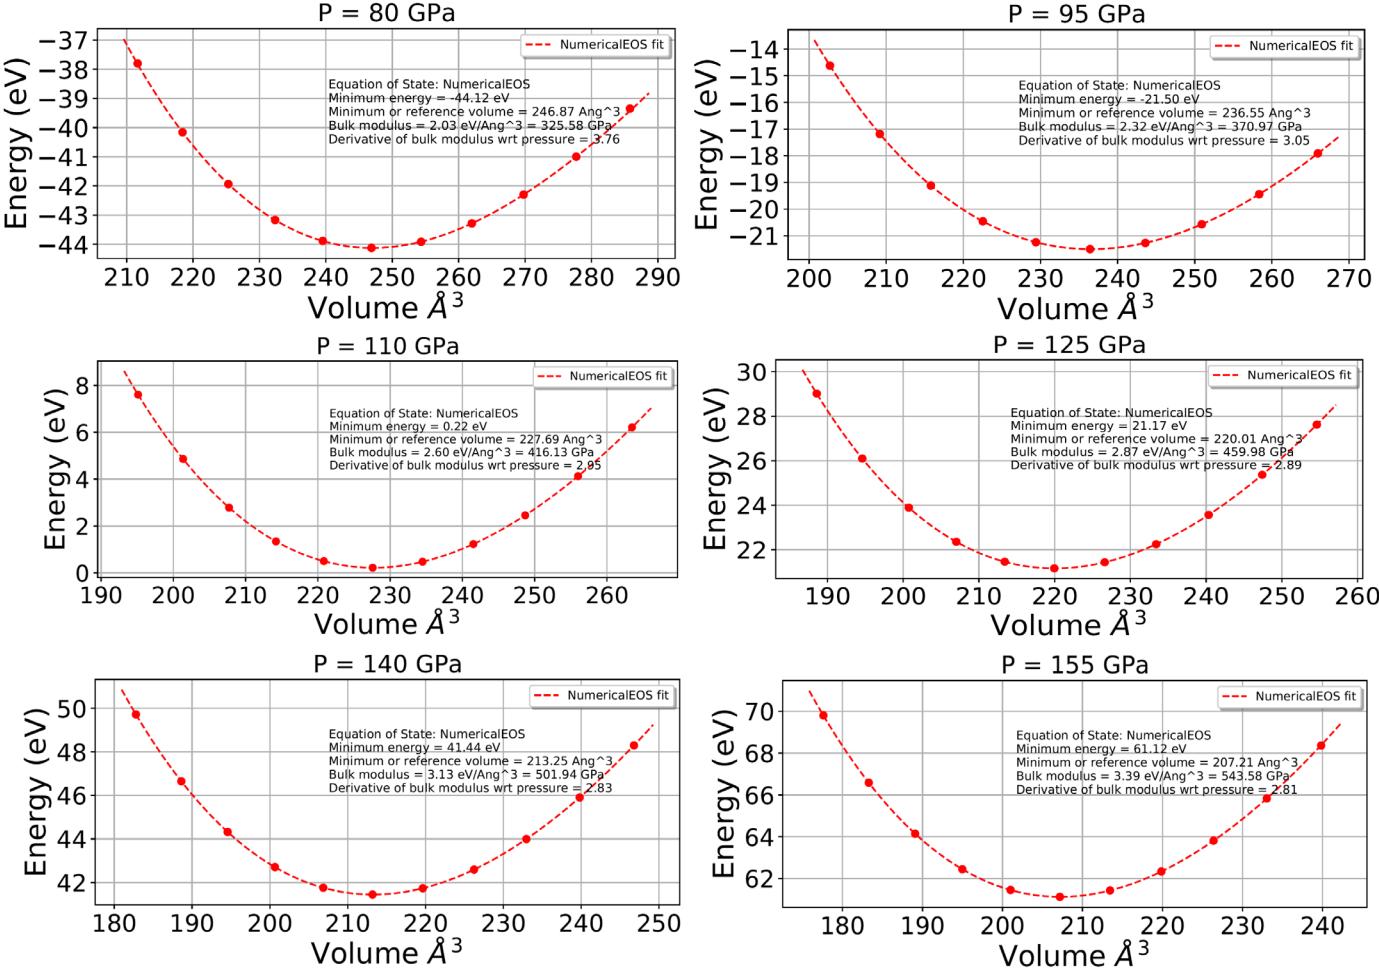 P = 80 GPa
NumericalEOS fit
Equation of State: NumericalEOS
Minimum energy = -44.12 eV
Minimum or reference volume = 246.87 Ang^3
Bulk modulus = 2.03 eV/Ang^3 = 325.58 GPa
Derivative of bulk modulus wrt pressure = 3.76
Energy (eV)
−37
−38
−39
−40
−41
−42
−43
−44
210 220 230 240 250 260 270 280 290
Volume Å³
P = 95 GPa
NumericalEOS fit
Equation of State: NumericalEOS
Minimum energy = -21.50 eV
Minimum or reference volume = 236.55 Ang^3
Bulk modulus = 2.32 eV/Ang^3 = 370.97 GPa
Derivative of bulk modulus wrt pressure = 3.05
Energy (eV)
−14
−15
−16
−17
−18
−19
−20
−21
200 210 220 230 240 250 260 270
Volume Å³
P = 110 GPa
NumericalEOS fit
Equation of State: NumericalEOS
Minimum energy = 0.22 eV
Minimum or reference volume = 227.69 Ang^3
Bulk modulus = 2.60 eV/Ang^3 = 416.13 GPa
Derivative of bulk modulus wrt pressure = 2.95
Energy (eV)
8
6
4
2
0
190 200 210 220 230 240 250 260
Volume Å³
P = 125 GPa
NumericalEOS fit
Equation of State: NumericalEOS
Minimum energy = 21.17 eV
Minimum or reference volume = 220.01 Ang^3
Bulk modulus = 2.87 eV/Ang^3 = 459.98 GPa
Derivative of bulk modulus wrt pressure = 2.89
Energy (eV)
30
28
26
24
22
190 200 210 220 230 240 250 260
Volume Å³
P = 140 GPa
NumericalEOS fit
Equation of State: NumericalEOS
Minimum energy = 41.44 eV
Minimum or reference volume = 213.25 Ang^3
Bulk modulus = 3.13 eV/Ang^3 = 501.94 GPa
Derivative of bulk modulus wrt pressure = 2.83
Energy (eV)
50
48
46
44
42
180 190 200 210 220 230 240 250
Volume Å³
P = 155 GPa
NumericalEOS fit
Equation of State: NumericalEOS
Minimum energy = 61.12 eV
Minimum or reference volume = 207.21 Ang^3
Bulk modulus = 3.39 eV/Ang^3 = 543.58 GPa
Derivative of bulk modulus wrt pressure = 2.81
Energy (eV)
70
68
66
64
62
180 190 200 210 220 230 240
Volume Å³